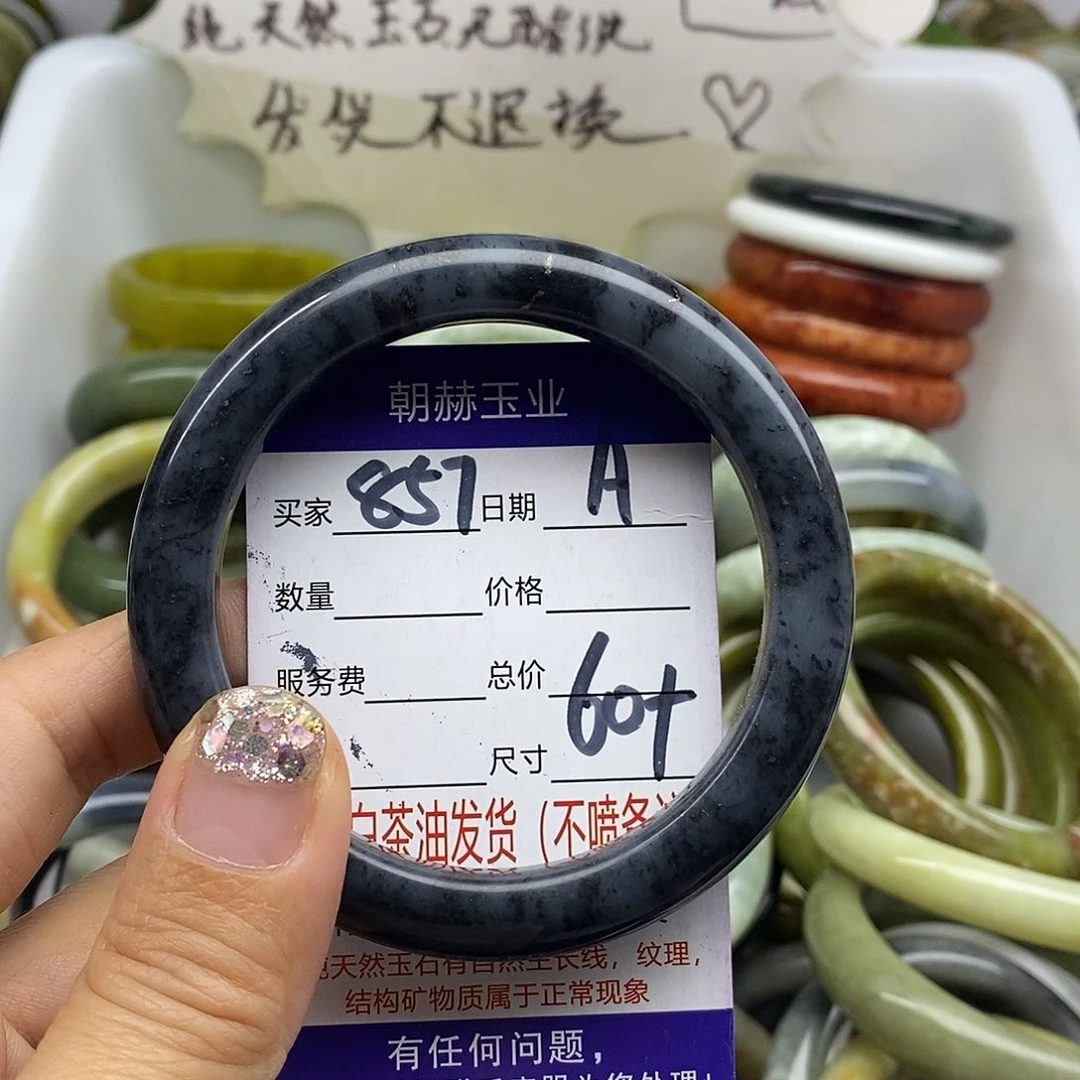 纯天然玉石无酸洗
售后不退换
朝赫玉业
买家 857 日期 A
数量 价格
服务费 总价
60+
尺寸
白茶油发货（不喷
纯天然玉石有自然生长线，纹理，
结构矿物质属于正常现象
有任何问题，